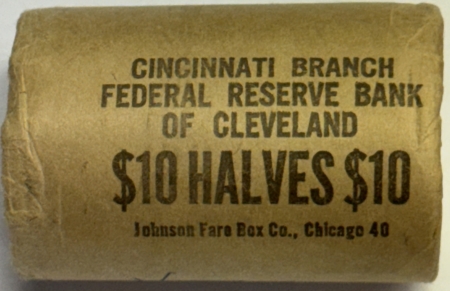 CINCINNATI BRANCH
FEDERAL RESERVE BANK
OF CLEVELAND
$10 HALVES $10
Johnson Fare Box Co., Chicago 40